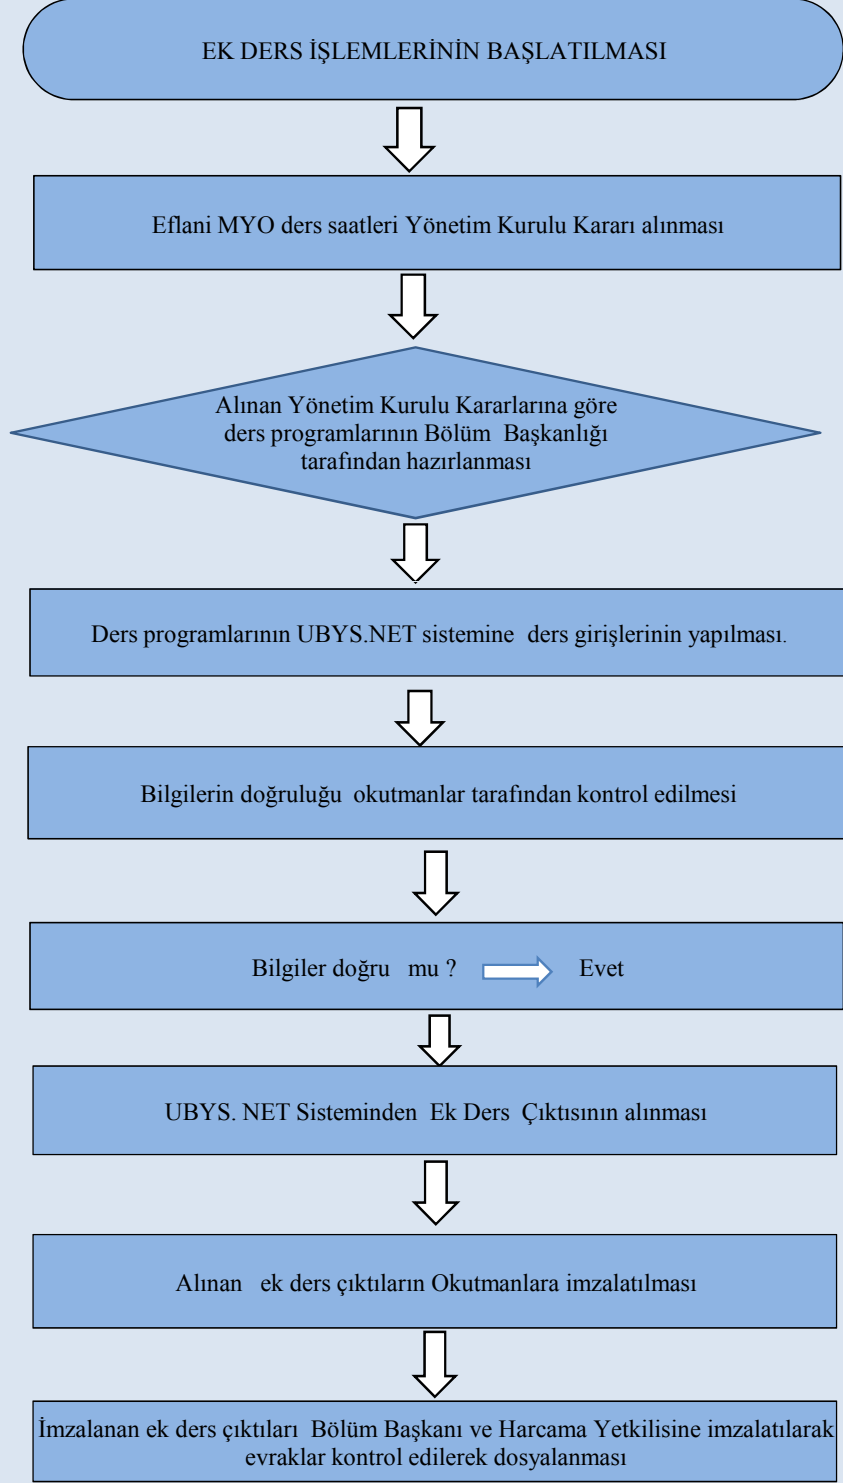 EK DERS İŞLEMLERİNİN BAŞLATILMASI
Eflani MYO ders saatleri Yönetim Kurulu Kararı alınması
Alınan Yönetim Kurulu Kararlarına göre
ders programlarının Bölüm Başkanlığı
tarafından hazırlanması
Ders programlarının UBYS.NET sistemine ders girişlerinin yapılması.
Bilgilerin doğruluğu okutmanlar tarafından kontrol edilmesi
Bilgiler doğru mu ? Evet
UBYS. NET Sisteminden Ek Ders Çıktısının alınması
Alınan ek ders çıktıların Okutmanlara imzalatılması
İmzalanan ek ders çıktıları Bölüm Başkanı ve Harcama Yetkilisine imzalatılarak
evraklar kontrol edilerek dosyalanması